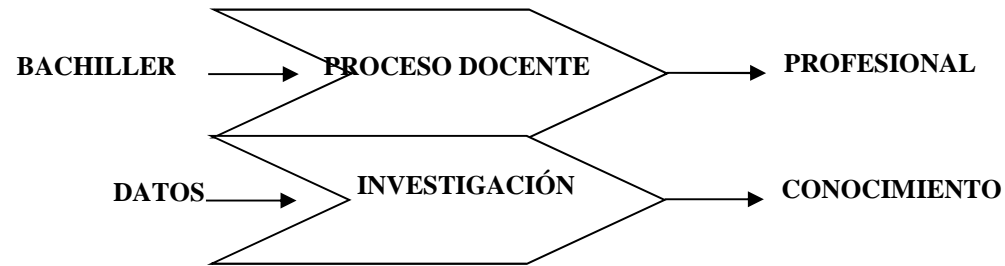 BACHILLER PROCESO DOCENTE PROFESIONAL
DATOS INVESTIGACIÓN CONOCIMIENTO